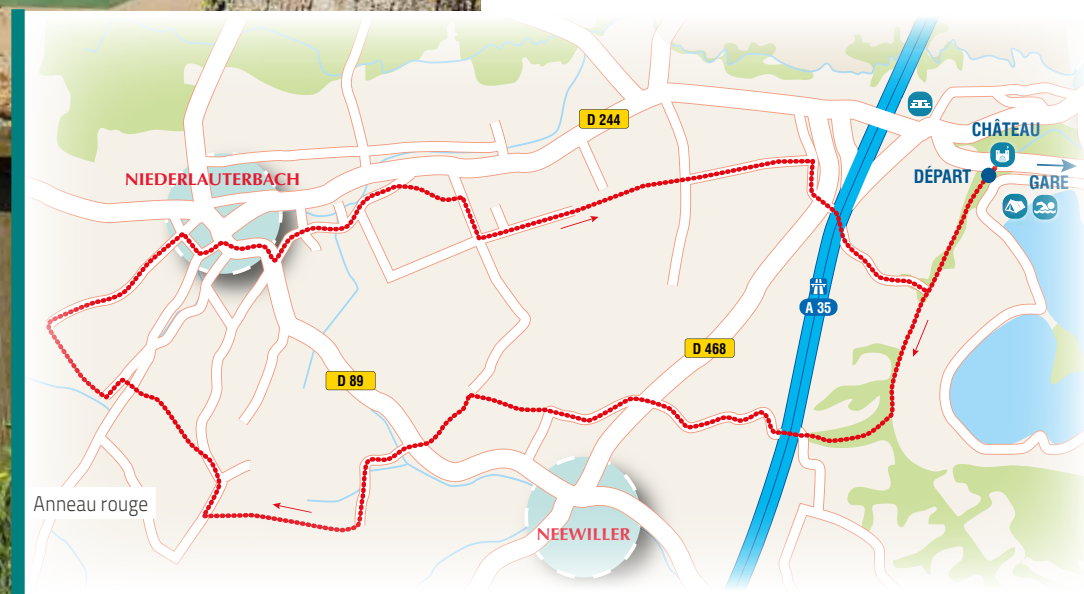 D 244
CHÂTEAU
NIEDERLAUTERBACH
DÉPART
GARE
A 35
D 468
D 89
Anneau rouge
NEEWILLER